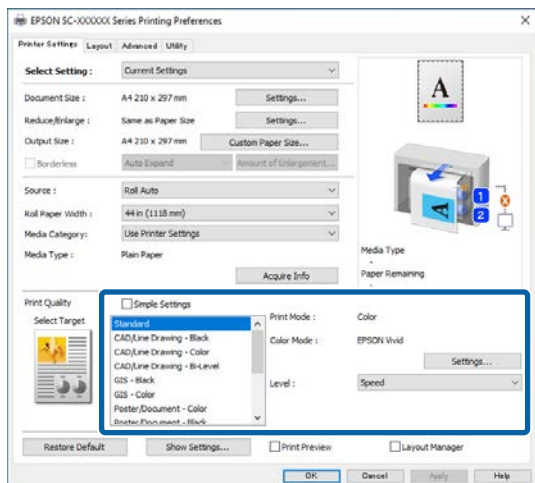 EPSON SC-XXXXXX Series Printing Preferences
Printer Settings Layout Advanced Utility
Select Setting : Current Settings
Document Size : A4 210 x 297 mm Settings...
Reduce/Enlarge : Same as Paper Size Settings...
Output Size : A4 210 x 297 mm Custom Paper Size...
Borderless Auto Expand Amount of Enlargement...
A
Source : Roll Auto
Roll Paper Width : 44 in (1118 mm)
Media Category: Use Printer Settings
Media Type : Plain Paper
Acquire Info
A
1
2
Media Type
-
Paper Remaining
-
Print Quality
Select Target
Simple Settings
Standard
CAD/Line Drawing - Black
CAD/Line Drawing - Color
CAD/Line Drawing - Bi-Level
GIS - Black
GIS - Color
Poster/Document - Color
Poster/Document - Black
Print Mode : Color
Color Mode : EPSON Vivid
Settings...
Level : Speed
Restore Default Show Settings... Print Preview Layout Manager
OK Cancel Apply Help